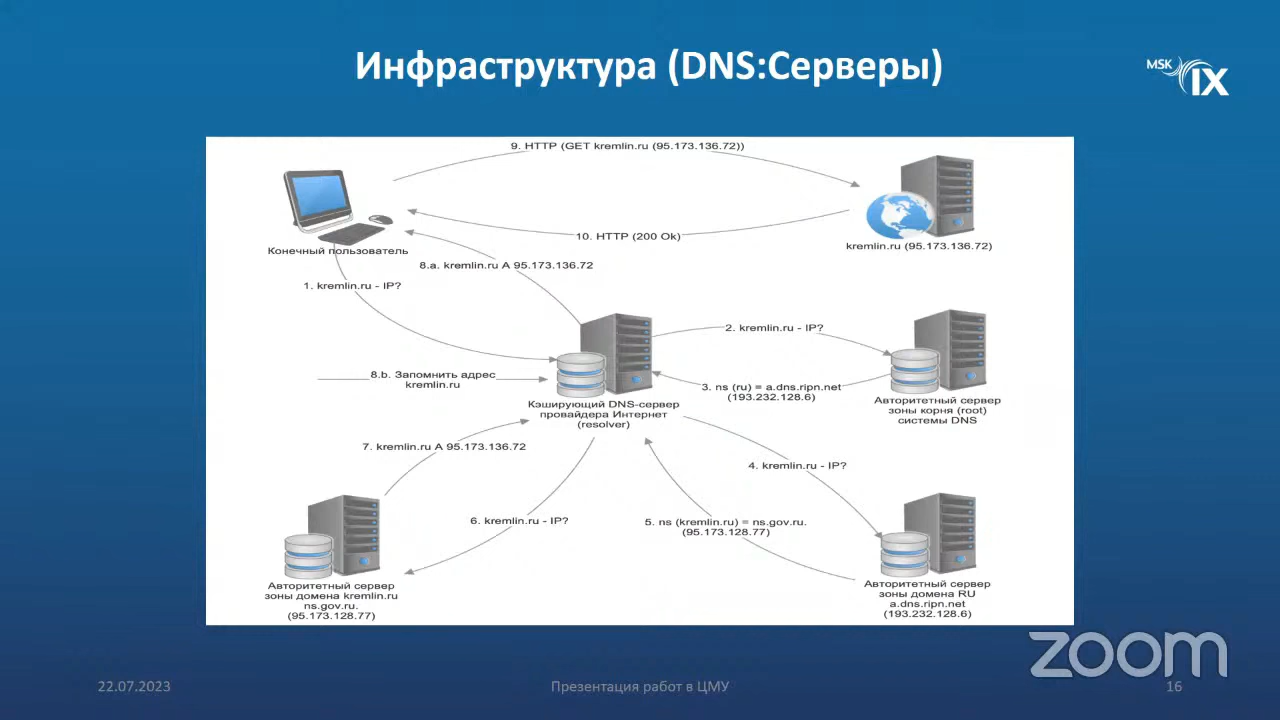 Инфраструктура (DNS:Серверы)
MSK
IX
9. HTTP (GET kremlin.ru (95.173.136.72))
10. HTTP (200 Ok)
Конечный пользователь
kremlin.ru (95.173.136.72)
8.a. kremlin.ru A 95.173.136.72
1. kremlin.ru - IP?
2. kremlin.ru - IP?
8.b. Запомнить адрес
kremlin.ru
3. ns (ru) = a.dns.ripn.net
(193.232.128.6)
Кэширующий DNS-сервер
провайдера Интернет
(resolver)
Авторитетный сервер
зоны корня (root)
системы DNS
7. kremlin.ru A 95.173.136.72
4. kremlin.ru - IP?
6. kremlin.ru - IP?
5. ns (kremlin.ru) = ns.gov.ru.
(95.173.128.77)
Авторитетный сервер
зоны домена kremlin.ru
ns.gov.ru.
(95.173.128.77)
Авторитетный сервер
зоны домена RU
a.dns.ripn.net
(193.232.128.6)
zoom
22.07.2023
Презентация работ в ЦМУ
16